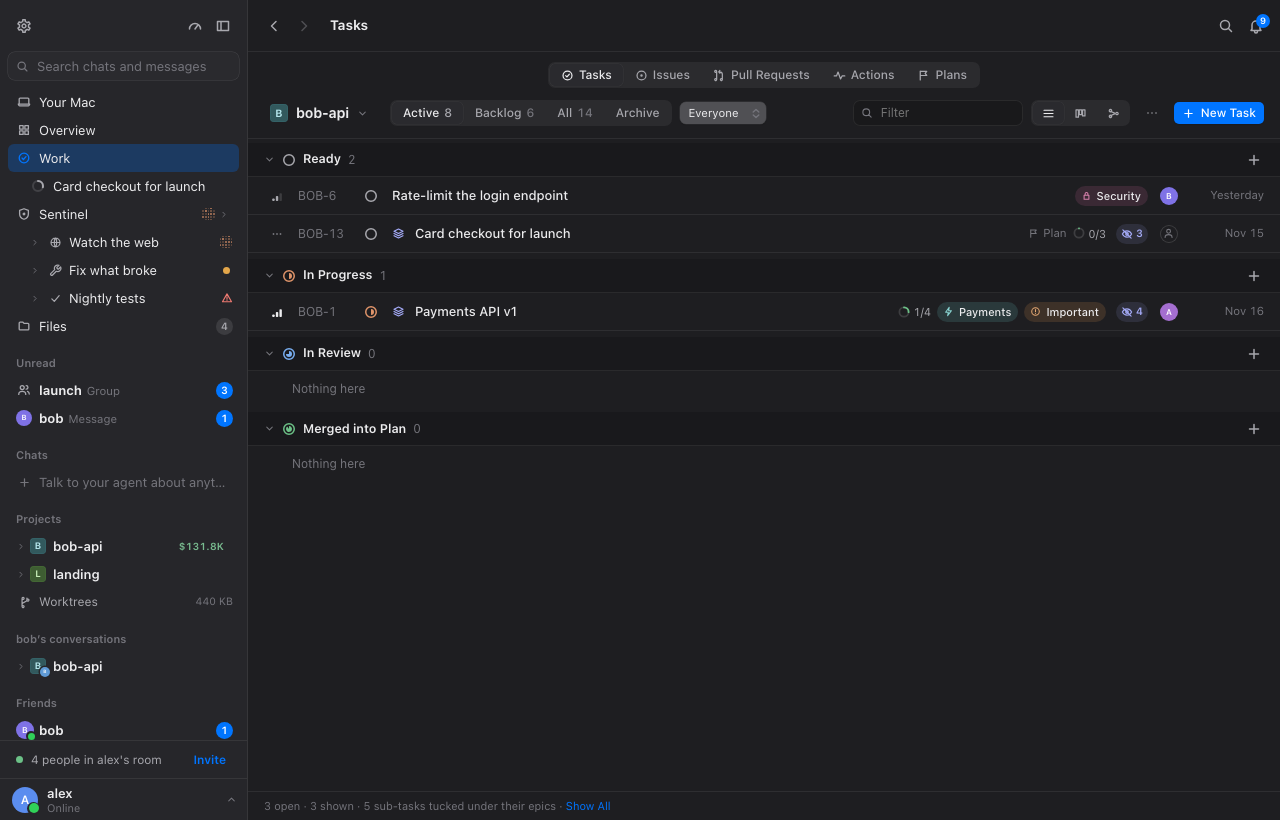 Search chats and messages
Your Mac
Overview
Work
Card checkout for launch
Sentinel
Watch the web
Fix what broke
Nightly tests
Files 4
Unread
launch Group 3
B bob Message 1
Chats
Talk to your agent about anyt...
Projects
B bob-api $131.8K
L landing
Worktrees 440 KB
bob's conversations
B bob-api
Friends
B bob 1
4 people in alex's room Invite
A alex
Online
Tasks 9
Tasks Issues Pull Requests Actions Plans
B bob-api Active 8 Backlog 6 All 14 Archive Everyone Filter New Task
Ready 2
BOB-6 Rate-limit the login endpoint Security B Yesterday
BOB-13 Card checkout for launch Plan 0/3 3 Nov 15
In Progress 1
BOB-1 Payments API v1 1/4 Payments Important 4 A Nov 16
In Review 0
Nothing here
Merged into Plan 0
Nothing here
3 open · 3 shown · 5 sub-tasks tucked under their epics · Show All